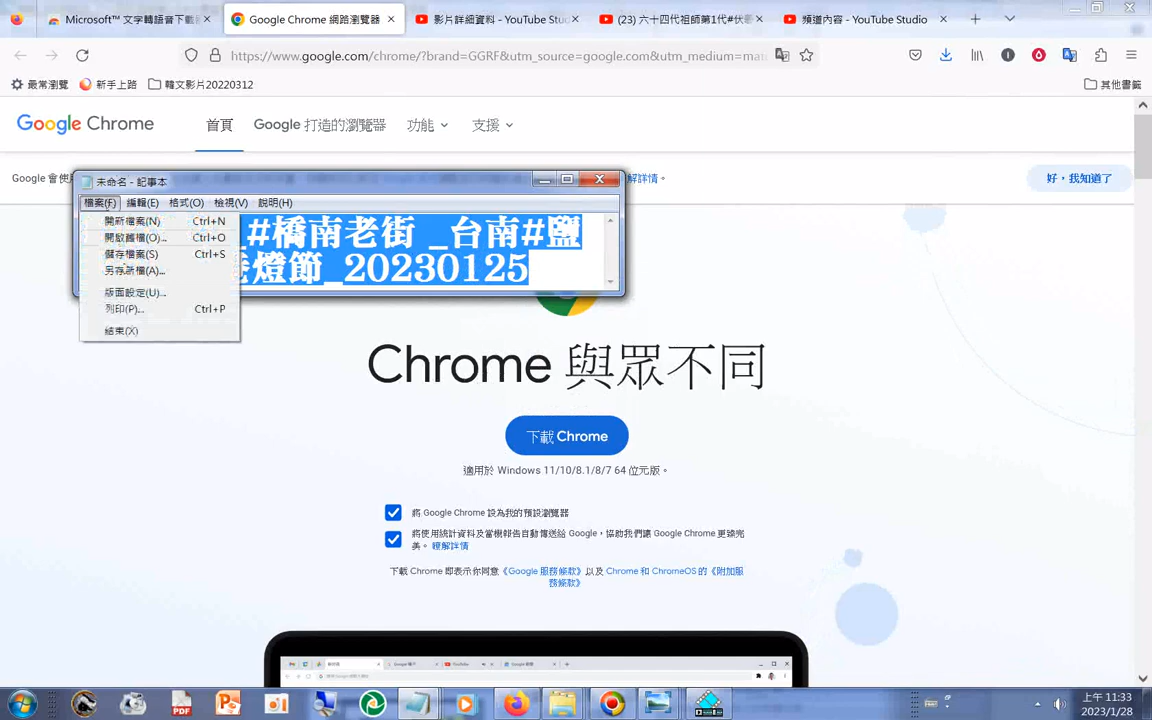 Microsoft™ 文字轉語音下載
Google Chrome 網路瀏覽器
影片詳細資料 - YouTube Studio
(23) 六十四代祖師第1代#伏
頻道內容 - YouTube Studio
https://www.google.com/chrome/?brand=GGRF&utm_source=google.com&utm_medium=mat
最常瀏覽 新手上路 韓文影片20220312 其他書籤
Google Chrome 首頁 Google 打造的瀏覽器 功能 支援
Google 會使 解詳情。 好，我知道了
未命名 - 記事本
檔案(F) 編輯(E) 格式(O) 檢視(V) 說明(H)
開新檔案(N) Ctrl+N
開啟舊檔(O)... Ctrl+O
儲存檔案(S) Ctrl+S
另存新檔(A)...
版面設定(U)...
列印(P)... Ctrl+P
結束(X)
#橋南老街 _台南#鹽
燈節_20230125
Chrome 與眾不同
下載 Chrome
適用於 Windows 11/10/8.1/8/7 64 位元版。
將 Google Chrome 設為我的預設瀏覽器
將使用統計資料及當機報告自動傳送給 Google，協助我們讓 Google Chrome 更臻完
美。 瞭解詳情
下載 Chrome 即表示你同意《Google 服務條款》以及 Chrome 和 ChromeOS 的《附加服
務條款》
上午 11:33
2023/1/28